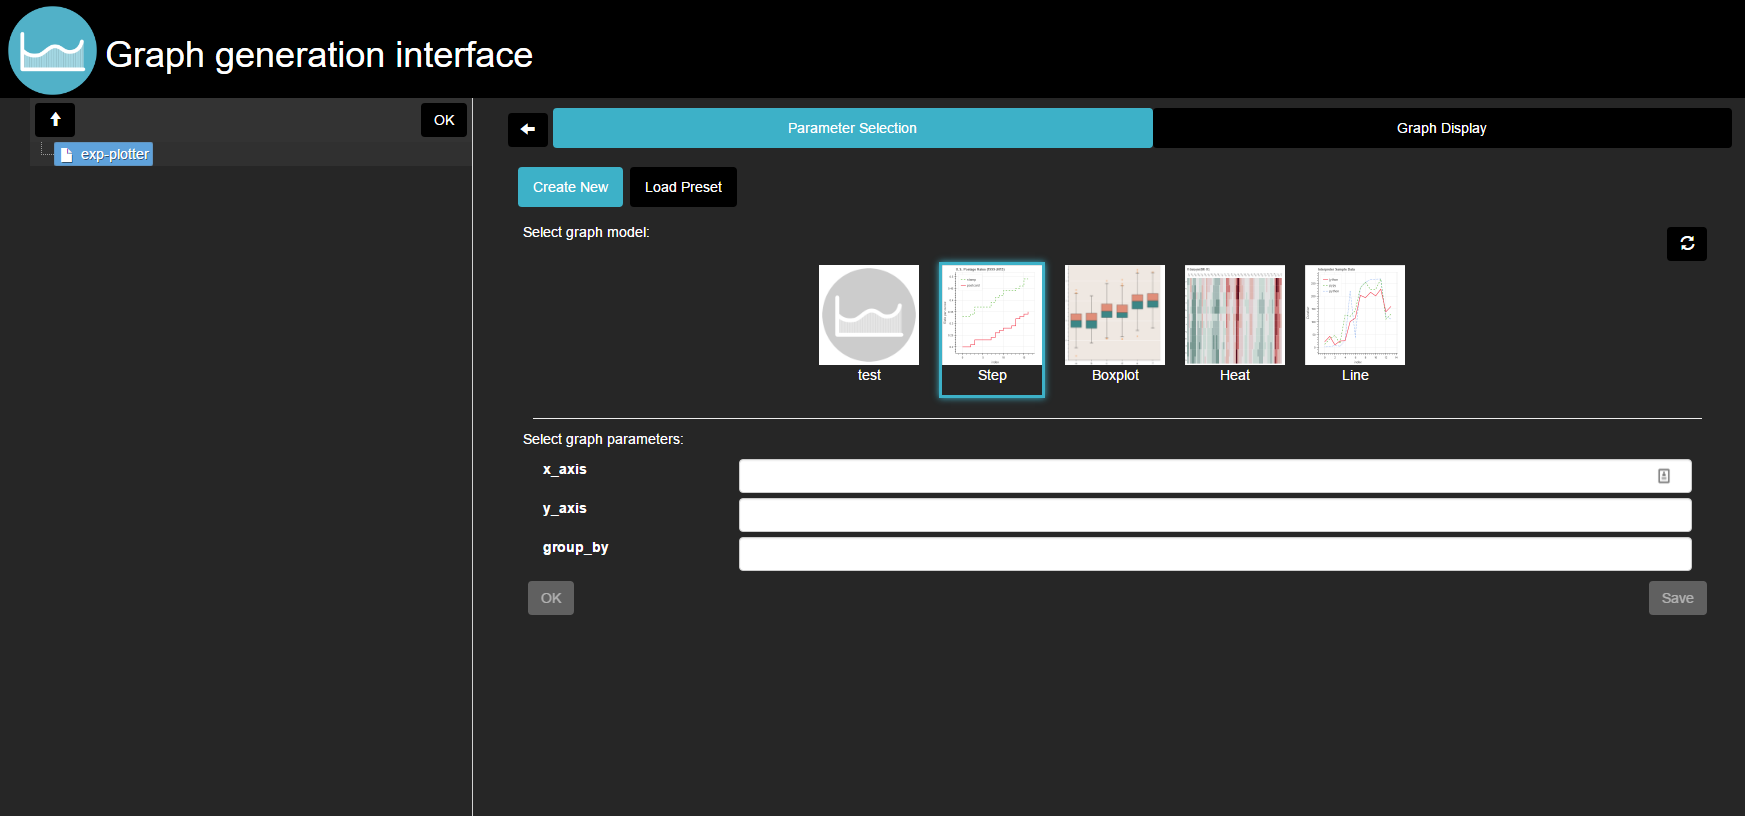 Graph generation interface
OK
exp-plotter
Parameter Selection
Graph Display
Create New
Load Preset
Select graph model:
test
Step
Boxplot
Heat
Line
Select graph parameters:
x_axis
y_axis
group_by
OK
Save